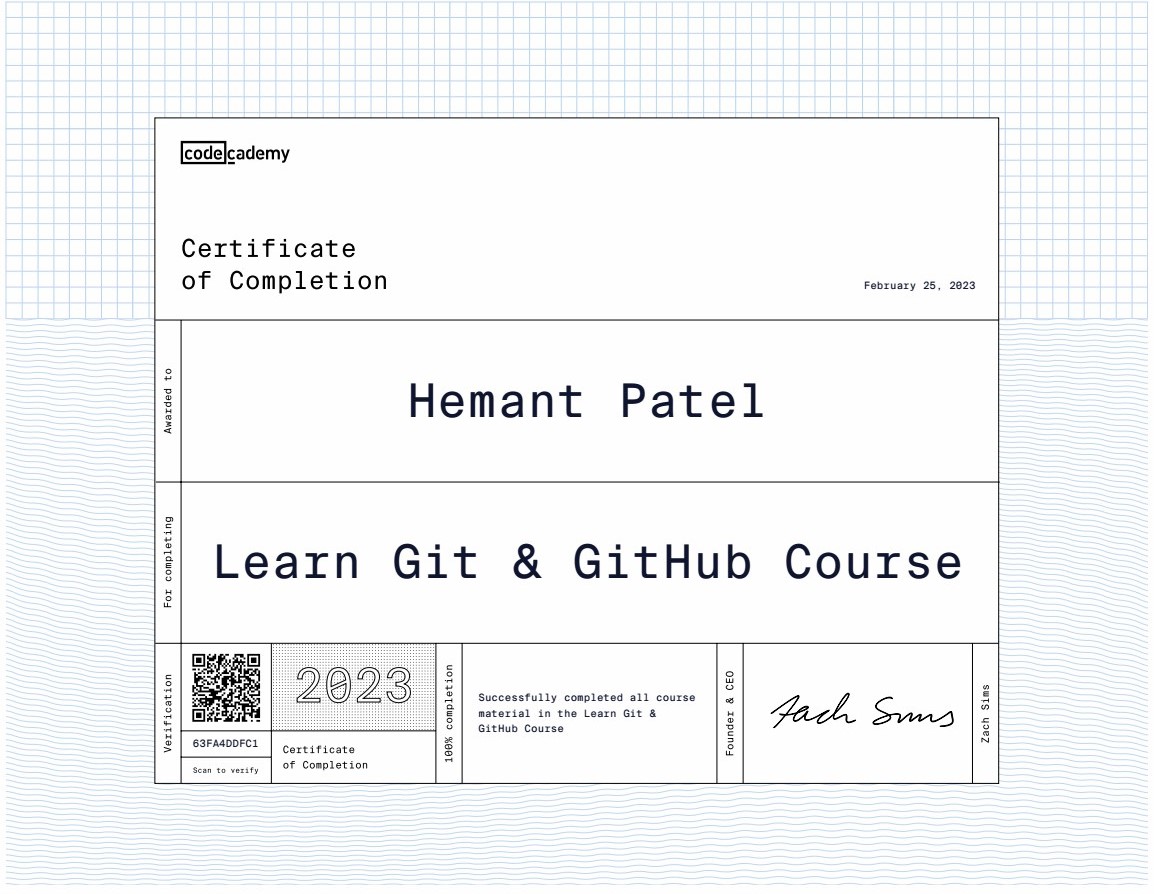 codecademy
Certificate
of Completion
February 25, 2023
Awarded to
Hemant Patel
For completing
Learn Git & GitHub Course
Verification
63FA4DDFC1
Scan to verify
2023
Certificate
of Completion
100% completion
Successfully completed all course
material in the Learn Git &
GitHub Course
Founder & CEO
Zach Sims
Zach Sims